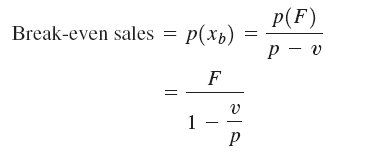 Break-even sales = p(x_b) = p(F) / (p − v)
= F / (1 − v/p)